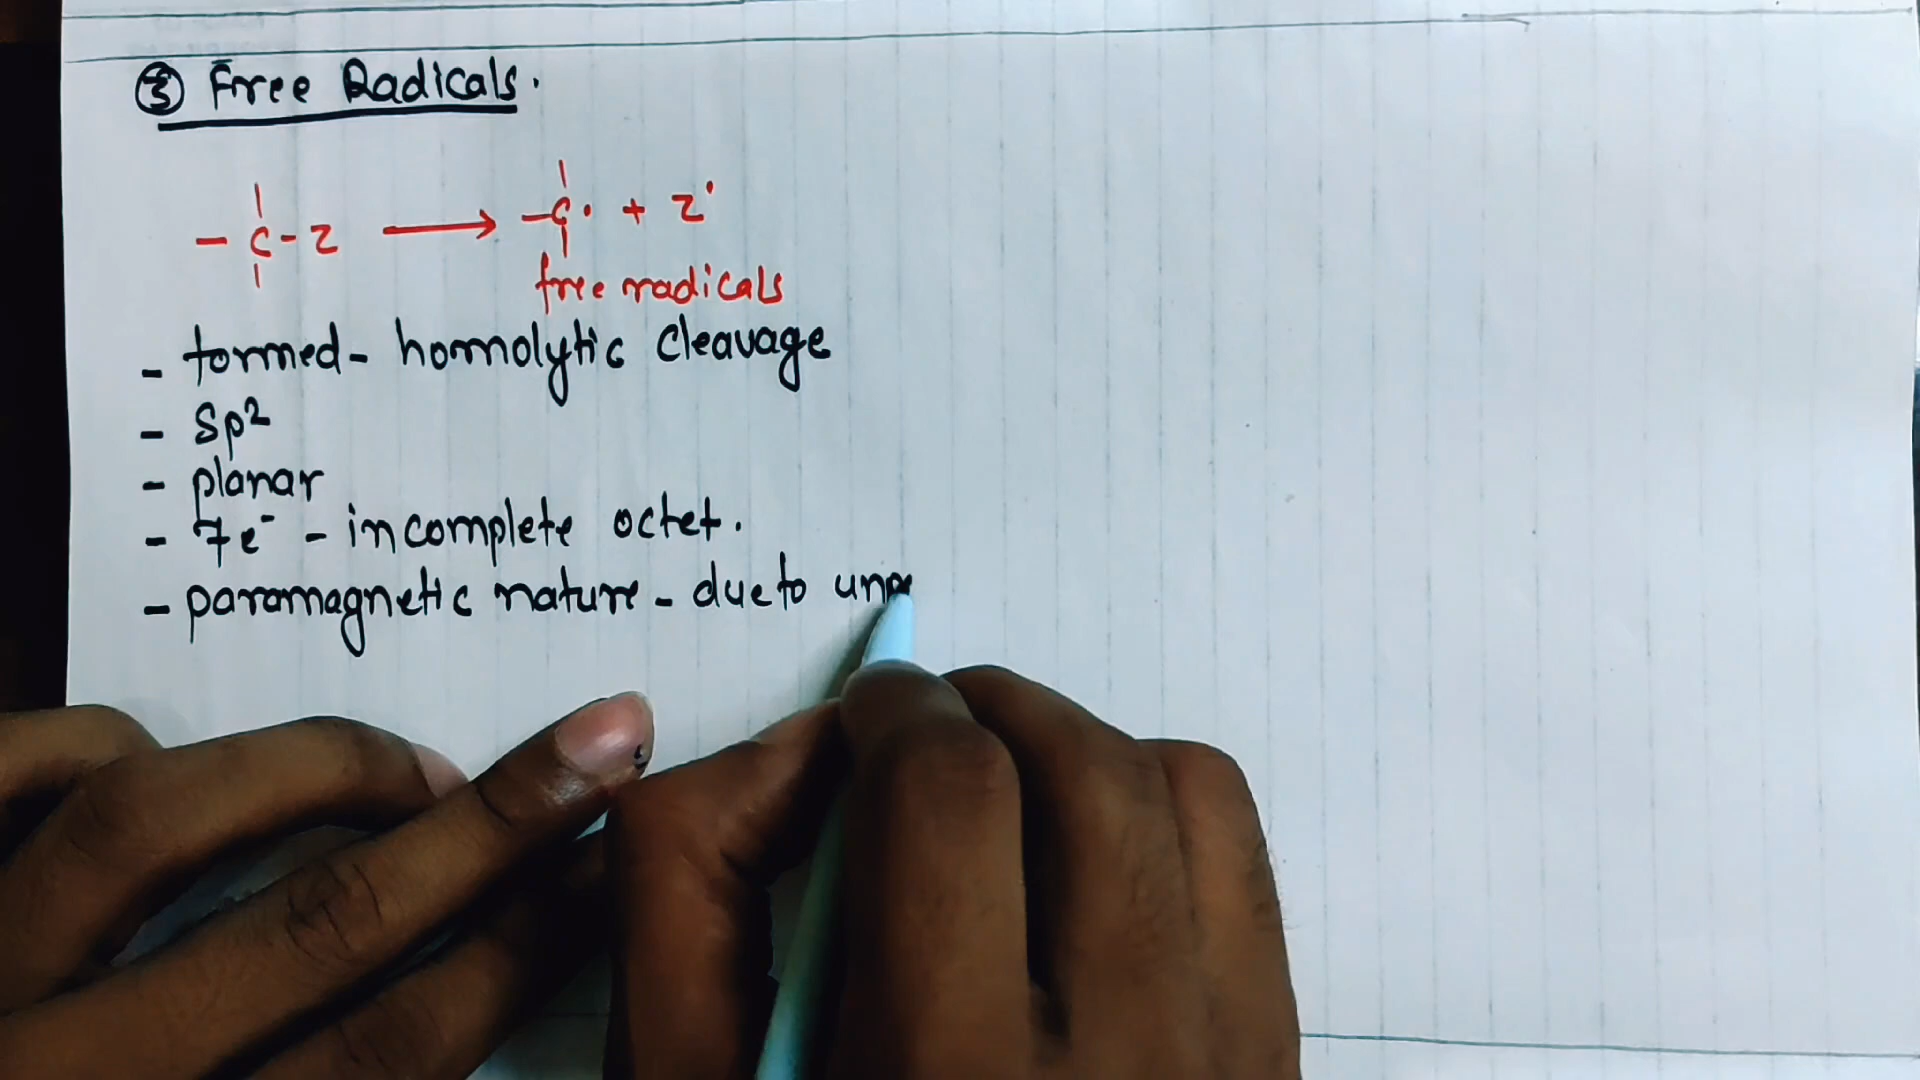 ③ Free Radicals.
- C - Z → - C· + Z·
free radicals
- formed - homolytic cleavage
- Sp²
- planar
- 7e⁻ - incomplete octet.
- paramagnetic nature - due to